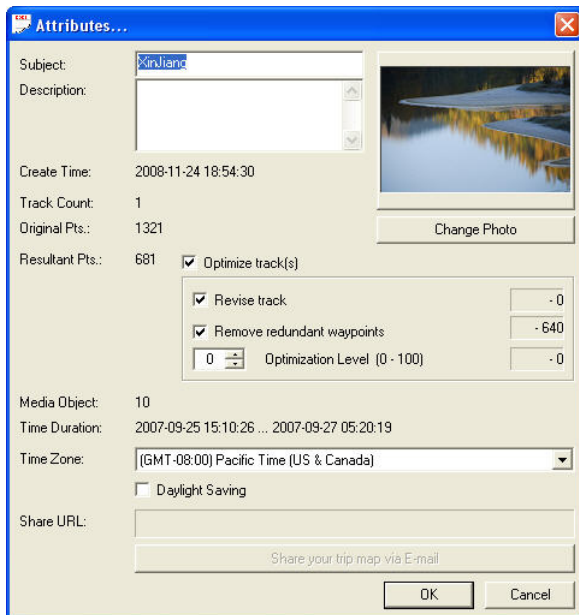 Attributes...
Subject: XinJiang
Description:
Create Time: 2008-11-24 18:54:30
Track Count: 1
Original Pts.: 1321
Change Photo
Resultant Pts.: 681 Optimize track(s)
Revise track - 0
Remove redundant waypoints - 640
0 Optimization Level (0 - 100) - 0
Media Object: 10
Time Duration: 2007-09-25 15:10:26 ... 2007-09-27 05:20:19
Time Zone: (GMT-08:00) Pacific Time (US & Canada)
Daylight Saving
Share URL:
Share your trip map via E-mail
OK Cancel